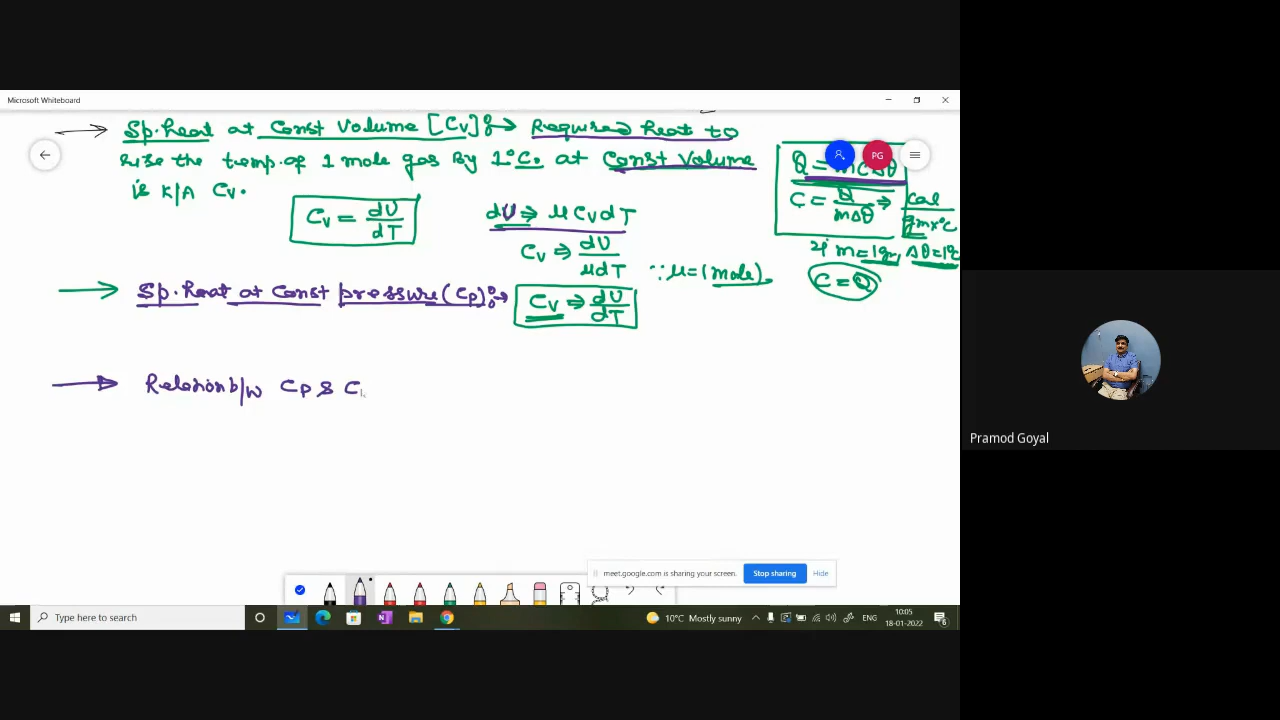 Microsoft Whiteboard
Sp. heat at Const Volume [Cv]:→ Required heat to
rise the temp. of 1 mole gas by 1°C. at Const Volume
is K/A Cv.
Cv = dU/dT
dU ⇒ μCvdT
Cv ⇒ dU/μdT
∵ μ = (mole)
Q = mCΔθ
C = Q/mΔθ → Cal/gm×°C
if m = 1gr, Δθ = 1°c
C = Q
PG
Sp. heat at Const pressure (Cp):→
Cv ⇒ dU/dT
Relation b/w Cp & C
Pramod Goyal
meet.google.com is sharing your screen.
Stop sharing
Hide
Type here to search
10°C Mostly sunny
ENG
10:05
18-01-2022
6